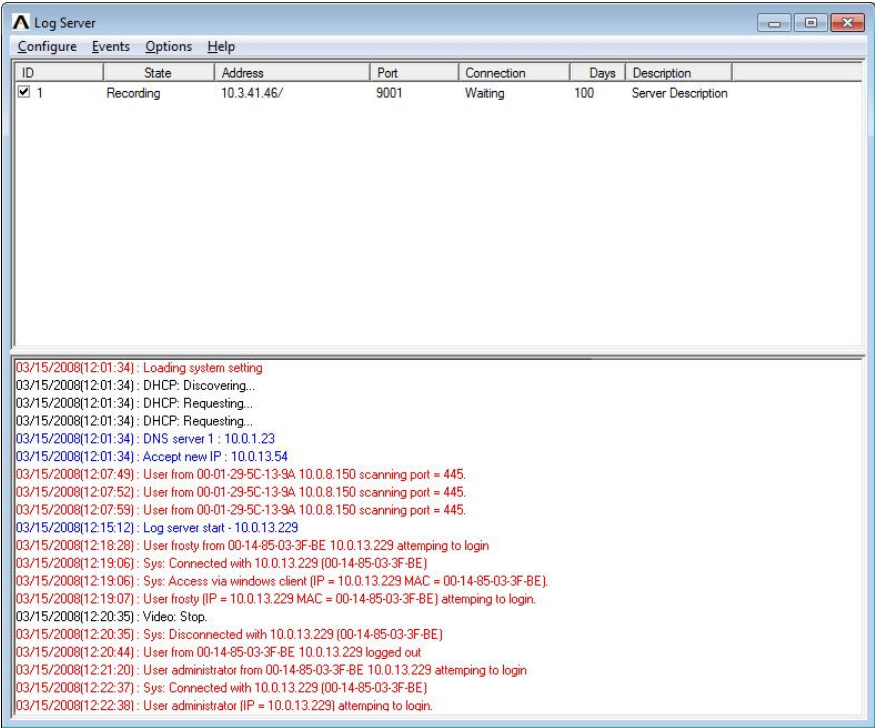 Log Server
Configure Events Options Help
ID State Address Port Connection Days Description
1 Recording 10.3.41.46/ 9001 Waiting 100 Server Description
03/15/2008(12:01:34) : Loading system setting
03/15/2008(12:01:34) : DHCP: Discovering...
03/15/2008(12:01:34) : DHCP: Requesting...
03/15/2008(12:01:34) : DHCP: Requesting...
03/15/2008(12:01:34) : DNS server 1 : 10.0.1.23
03/15/2008(12:01:34) : Accept new IP : 10.0.13.54
03/15/2008(12:07:49) : User from 00-01-29-5C-13-9A 10.0.8.150 scanning port = 445.
03/15/2008(12:07:52) : User from 00-01-29-5C-13-9A 10.0.8.150 scanning port = 445.
03/15/2008(12:07:59) : User from 00-01-29-5C-13-9A 10.0.8.150 scanning port = 445.
03/15/2008(12:15:12) : Log server start - 10.0.13.229
03/15/2008(12:18:28) : User frosty from 00-14-85-03-3F-BE 10.0.13.229 attemping to login
03/15/2008(12:19:06) : Sys: Connected with 10.0.13.229 (00-14-85-03-3F-BE)
03/15/2008(12:19:06) : Sys: Access via windows client (IP = 10.0.13.229 MAC = 00-14-85-03-3F-BE).
03/15/2008(12:19:07) : User frosty (IP = 10.0.13.229 MAC = 00-14-85-03-3F-BE) attemping to login.
03/15/2008(12:20:35) : Video: Stop.
03/15/2008(12:20:35) : Sys: Disconnected with 10.0.13.229 (00-14-85-03-3F-BE)
03/15/2008(12:20:44) : User from 00-14-85-03-3F-BE 10.0.13.229 logged out
03/15/2008(12:21:20) : User administrator from 00-14-85-03-3F-BE 10.0.13.229 attemping to login
03/15/2008(12:22:37) : Sys: Connected with 10.0.13.229 (00-14-85-03-3F-BE)
03/15/2008(12:22:38) : User administrator (IP = 10.0.13.229) attemping to login.